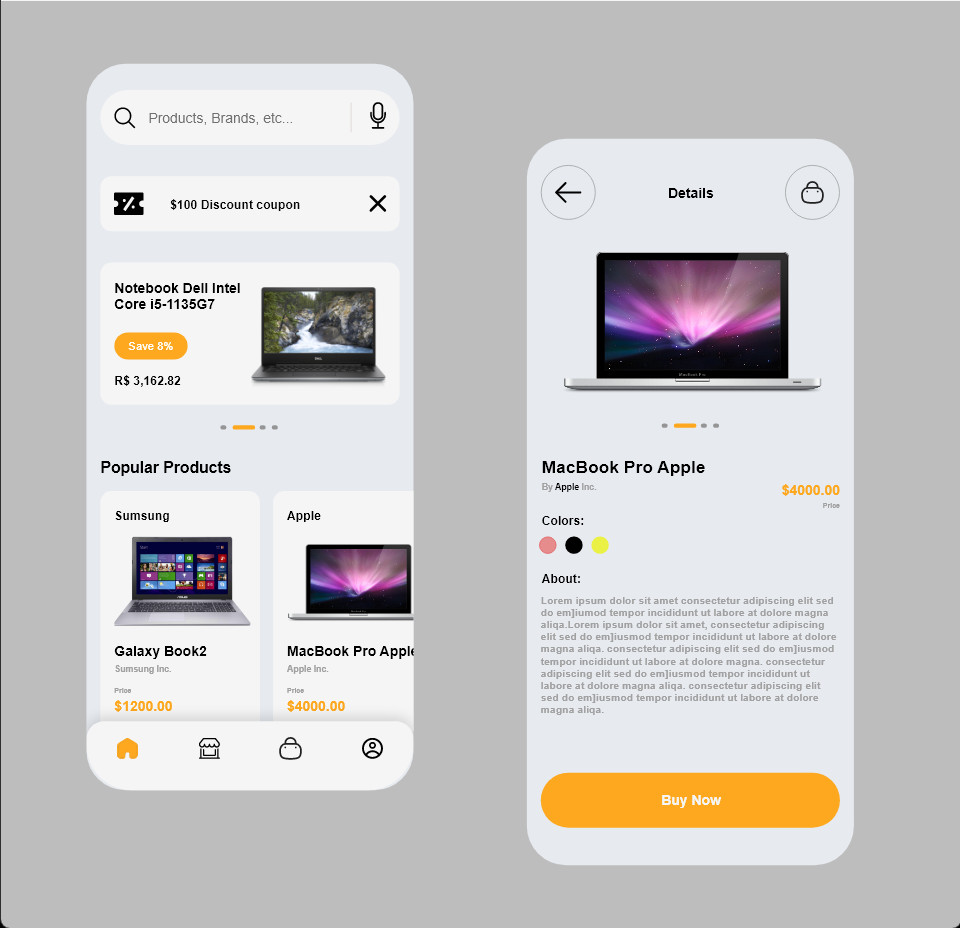 Products, Brands, etc...
$100 Discount coupon
Notebook Dell Intel
Core i5-1135G7
Save 8%
R$ 3,162.82
Popular Products
Sumsung
Galaxy Book2
Sumsung Inc.
Price
$1200.00
Apple
MacBook Pro Apple
Apple Inc.
Price
$4000.00
Details
MacBook Pro
MacBook Pro Apple
By Apple Inc.
$4000.00
Price
Colors:
About:
Lorem ipsum dolor sit amet consectetur adipiscing elit sed
do em]iumod tempor incididunt ut labore at dolore magna
aliqa.Lorem ipsum dolor sit amet, consectetur adipiscing
elit sed do em]iusmod tempor incididunt ut labore at dolore
magna aliqa. consectetur adipiscing elit sed do em]iusmod
tempor incididunt ut labore at dolore magna. consectetur
adipiscing elit sed do em]iusmod tempor incididunt ut
labore at dolore magna aliqa. consectetur adipiscing elit
sed do em]iusmod tempor incididunt ut labore at dolore
magna aliqa.
Buy Now